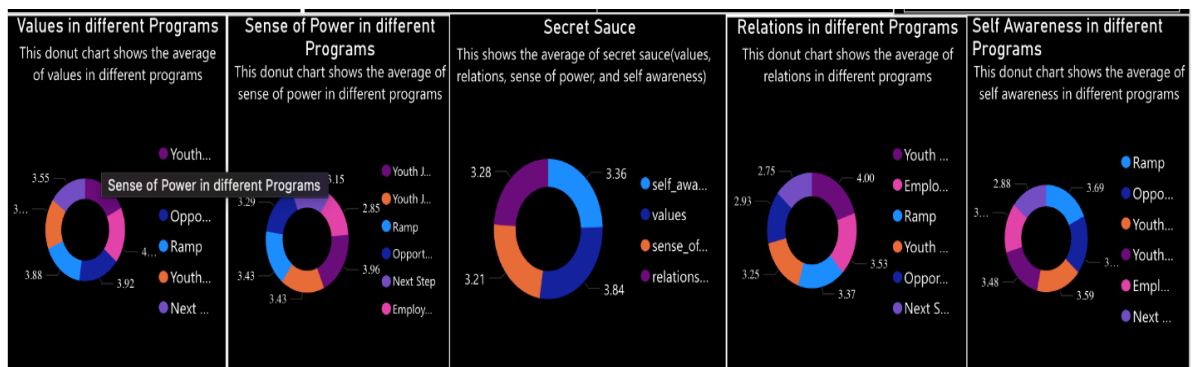 Values in different Programs
This donut chart shows the average
of values in different programs
Youth...
3.55
3...
Oppo...
Ramp
4...
Youth...
3.88
3.92
Next ...
Sense of Power in different
Programs
This donut chart shows the average of
sense of power in different programs
Sense of Power in different Programs
Youth J...
3.15
Youth J...
3.29
2.85
Ramp
Opport...
3.96
Next Step
3.43
3.43
Employ...
Secret Sauce
This shows the average of secret sauce(values,
relations, sense of power, and self awareness)
3.28
3.36
self_awa...
values
sense_of...
3.21
3.84
relations...
Relations in different Programs
This donut chart shows the average of
relations in different programs
Youth ...
2.75
4.00
Emplo...
2.93
Ramp
Youth ...
3.25
3.53
Oppor...
3.37
Next S...
Self Awareness in different
Programs
This donut chart shows the average of
self awareness in different programs
Ramp
2.88
3.69
Oppo...
3...
Youth...
3...
Youth...
3.48
3.59
Empl...
Next ...